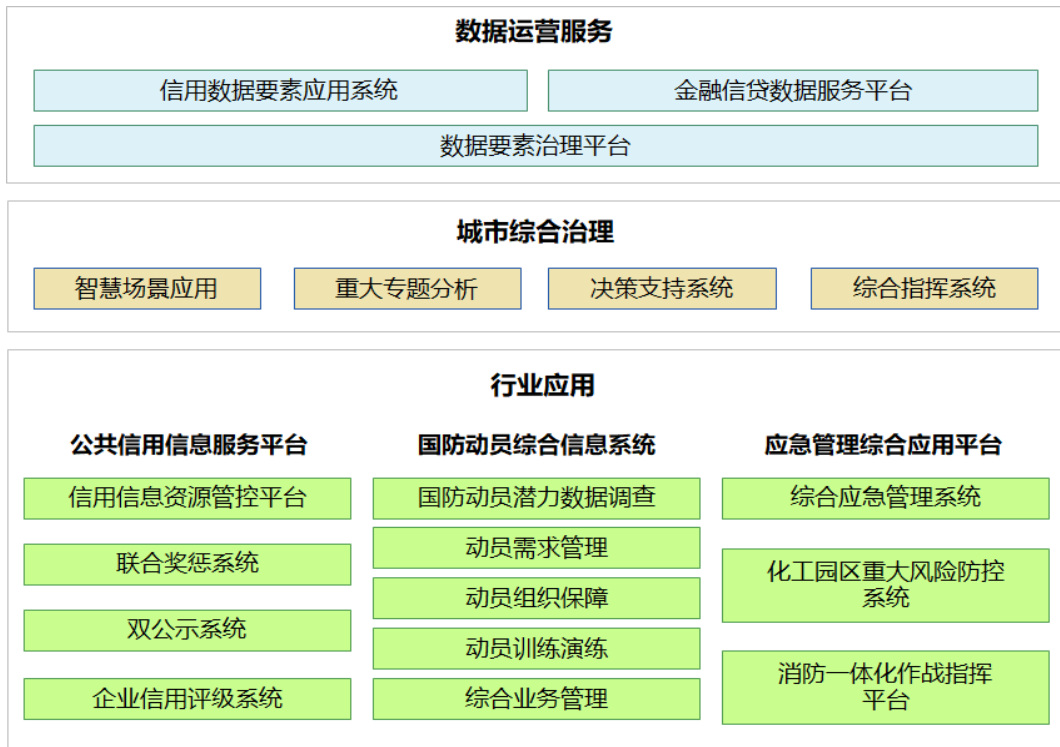 数据运营服务
信用数据要素应用系统
金融信贷数据服务平台
数据要素治理平台
城市综合治理
智慧场景应用
重大专题分析
决策支持系统
综合指挥系统
行业应用
公共信用信息服务平台
信用信息资源管控平台
联合奖惩系统
双公示系统
企业信用评级系统
国防动员综合信息系统
国防动员潜力数据调查
动员需求管理
动员组织保障
动员训练演练
综合业务管理
应急管理综合应用平台
综合应急管理系统
化工园区重大风险防控
系统
消防一体化作战指挥
平台